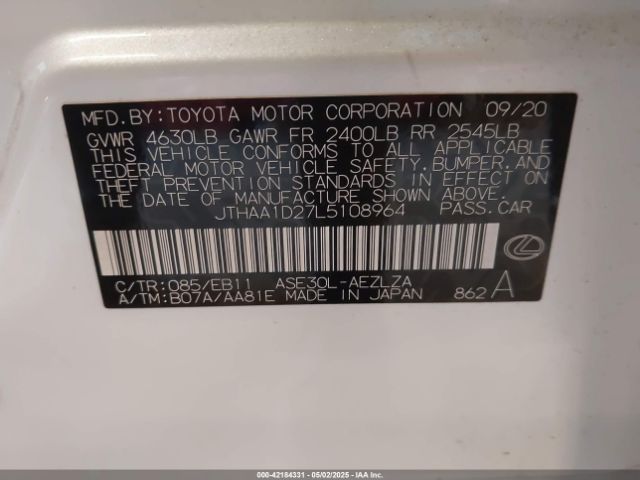 MFD. BY: TOYOTA MOTOR CORPORATION 09/20
GVWR 4630LB GAWR FR 2400LB RR 2545LB
THIS VEHICLE CONFORMS TO ALL APPLICABLE
FEDERAL MOTOR VEHICLE SAFETY, BUMPER, AND
THEFT PREVENTION STANDARDS IN EFFECT ON
THE DATE OF MANUFACTURE SHOWN ABOVE.
JTHAA1D27L5108964 PASS. CAR
C/TR: 085/EB11 ASE30L-AEZLZA
A/TM: B07A/AA81E MADE IN JAPAN 862 A
000-42184331 - 05/02/2025 - IAA Inc.